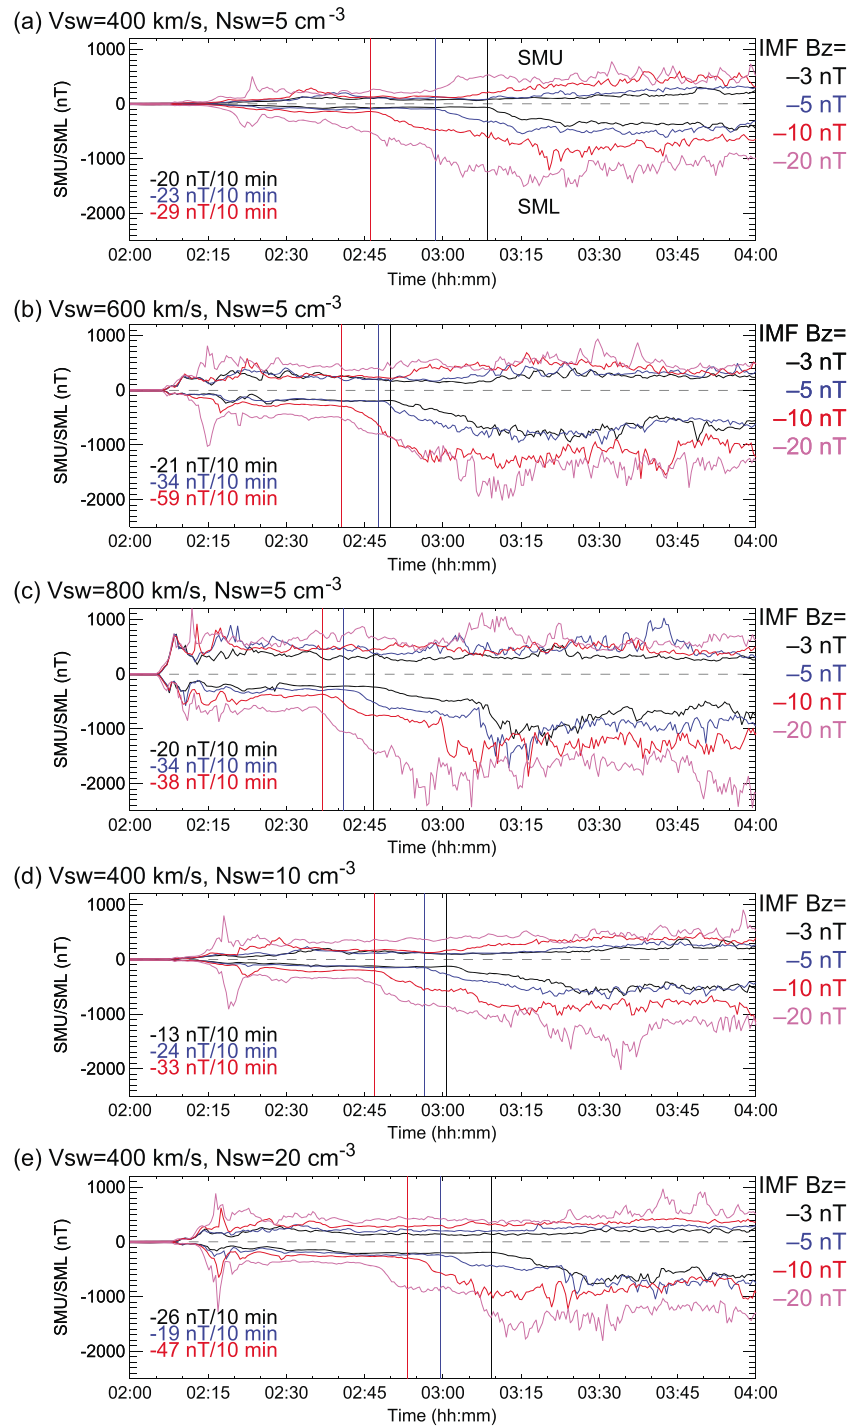 (a) Vsw=400 km/s, Nsw=5 cm⁻³
IMF Bz=
–3 nT
–5 nT
–10 nT
–20 nT
SMU/SML (nT)
1000
0
-1000
-2000
SMU
SML
-20 nT/10 min
-23 nT/10 min
-29 nT/10 min
02:00 02:15 02:30 02:45 03:00 03:15 03:30 03:45 04:00
Time (hh:mm)
(b) Vsw=600 km/s, Nsw=5 cm⁻³
IMF Bz=
–3 nT
–5 nT
–10 nT
–20 nT
SMU/SML (nT)
1000
0
-1000
-2000
-21 nT/10 min
-34 nT/10 min
-59 nT/10 min
02:00 02:15 02:30 02:45 03:00 03:15 03:30 03:45 04:00
Time (hh:mm)
(c) Vsw=800 km/s, Nsw=5 cm⁻³
IMF Bz=
–3 nT
–5 nT
–10 nT
–20 nT
SMU/SML (nT)
1000
0
-1000
-2000
-20 nT/10 min
-34 nT/10 min
-38 nT/10 min
02:00 02:15 02:30 02:45 03:00 03:15 03:30 03:45 04:00
Time (hh:mm)
(d) Vsw=400 km/s, Nsw=10 cm⁻³
IMF Bz=
–3 nT
–5 nT
–10 nT
–20 nT
SMU/SML (nT)
1000
0
-1000
-2000
-13 nT/10 min
-24 nT/10 min
-33 nT/10 min
02:00 02:15 02:30 02:45 03:00 03:15 03:30 03:45 04:00
Time (hh:mm)
(e) Vsw=400 km/s, Nsw=20 cm⁻³
IMF Bz=
–3 nT
–5 nT
–10 nT
–20 nT
SMU/SML (nT)
1000
0
-1000
-2000
-26 nT/10 min
-19 nT/10 min
-47 nT/10 min
02:00 02:15 02:30 02:45 03:00 03:15 03:30 03:45 04:00
Time (hh:mm)